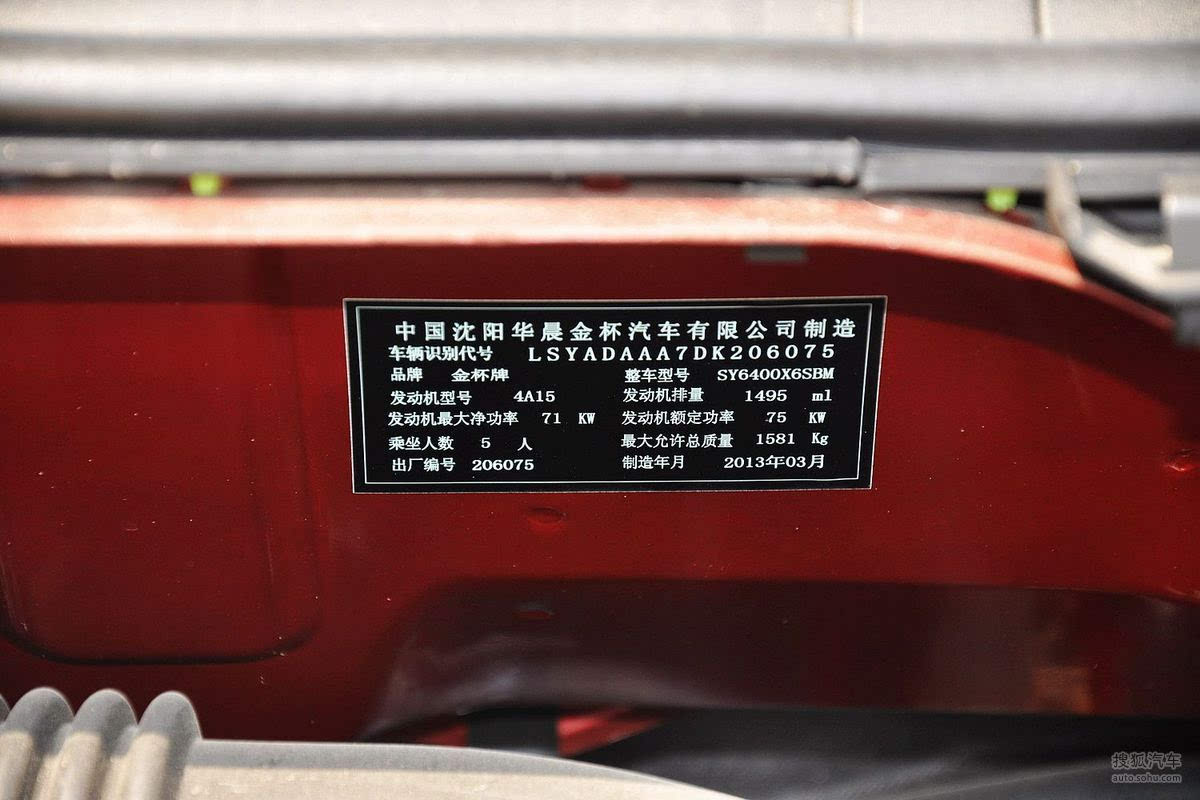 中国沈阳华晨金杯汽车有限公司制造
车辆识别代号 LSYADAAA7DK206075
品牌 金杯牌 整车型号 SY6400X6SBM
发动机型号 4A15 发动机排量 1495 ml
发动机最大净功率 71 KW 发动机额定功率 75 KW
乘坐人数 5 人 最大允许总质量 1581 Kg
出厂编号 206075 制造年月 2013年03月
搜狐汽车
auto.sohu.com